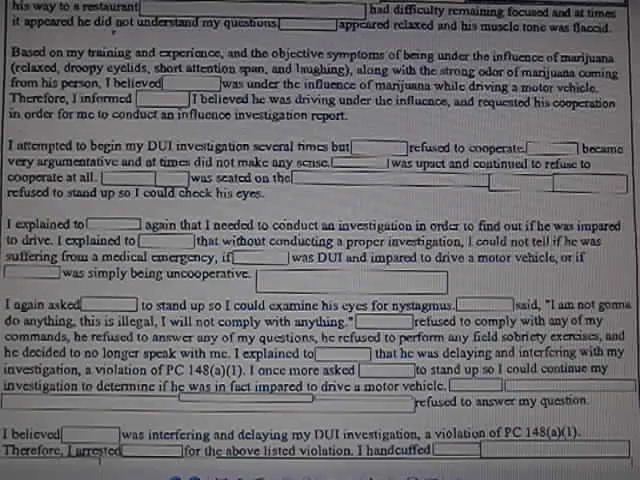 his way to a restaurant had difficulty remaining focused and at times
it appeared he did not understand my questions appeared relaxed and his muscle tone was flaccid.
Based on my training and experience, and the objective symptoms of being under the influence of marijuana
(relaxed, droopy eyelids, short attention span, and laughing), along with the strong odor of marijuana coming
from his person, I believed was under the influence of marijuana while driving a motor vehicle.
Therefore, I informed I believed he was driving under the influence, and requested his cooperation
in order for me to conduct an influence investigation report.
I attempted to begin my DUI investigation several times but refused to cooperate. became
very argumentative and at times did not make any sense. was upset and continued to refuse to
cooperate at all. was seated on the
refused to stand up so I could check his eyes.
I explained to again that I needed to conduct an investigation in order to find out if he was impared
to drive. I explained to that without conducting a proper investigation, I could not tell if he was
suffering from a medical emergency, if was DUI and impared to drive a motor vehicle, or if
was simply being uncooperative.
I again asked to stand up so I could examine his eyes for nystagmus. said, "I am not gonna
do anything, this is illegal, I will not comply with anything." refused to comply with any of my
commands, he refused to answer any of my questions, he refused to perform any field sobriety exercises, and
he decided to no longer speak with me. I explained to that he was delaying and interfering with my
investigation, a violation of PC 148(a)(1). I once more asked to stand up so I could continue my
investigation to determine if he was in fact impared to drive a motor vehicle.
refused to answer my question.
I believed was interfering and delaying my DUI investigation, a violation of PC 148(a)(1).
Therefore, I arrested for the above listed violation. I handcuffed